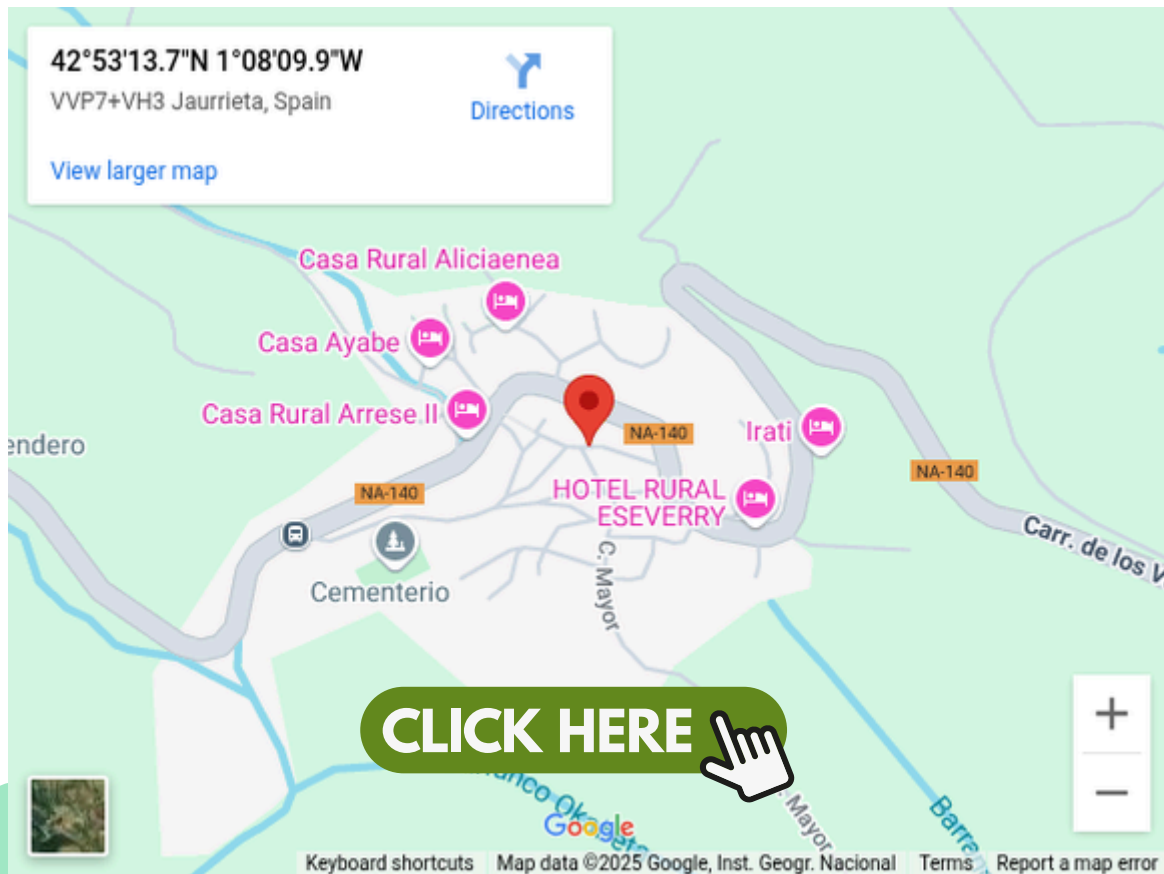 42°53'13.7"N 1°08'09.9"W
VVP7+VH3 Jaurrieta, Spain
Directions
View larger map
Casa Rural Aliciaenea
Casa Ayabe
Casa Rural Arrese II
endero
NA-140
Irati
NA-140
HOTEL RURAL
ESEVERRY
NA-140
Carr. de los V
C. Mayor
Cementerio
CLICK HERE
Mayor
Barran
Google
Keyboard shortcuts Map data ©2025 Google, Inst. Geogr. Nacional Terms Report a map error